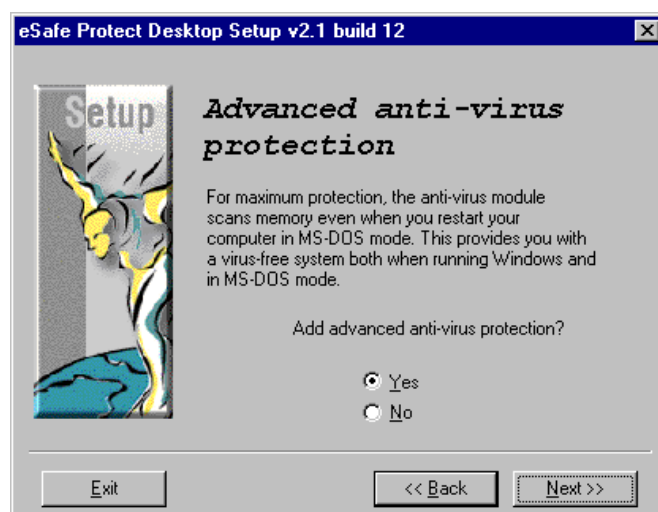 eSafe Protect Desktop Setup v2.1 build 12
Setup
Advanced anti-virus
protection
For maximum protection, the anti-virus module
scans memory even when you restart your
computer in MS-DOS mode. This provides you with
a virus-free system both when running Windows and
in MS-DOS mode.
Add advanced anti-virus protection?
Yes
No
Exit
<< Back
Next >>